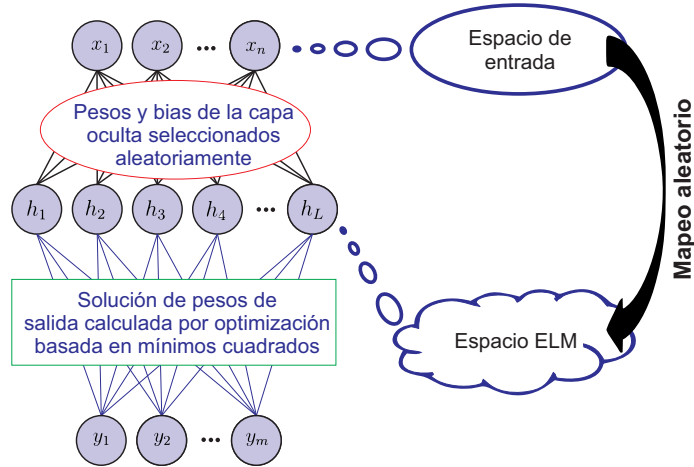 x₁ x₂ ... xₙ
Espacio de
entrada
Pesos y bias de la capa
oculta seleccionados
aleatoriamente
Mapeo aleatorio
h₁ h₂ h₃ h₄ ... h_L
Solución de pesos de
salida calculada por optimización
basada en mínimos cuadrados
Espacio ELM
y₁ y₂ ... yₘ